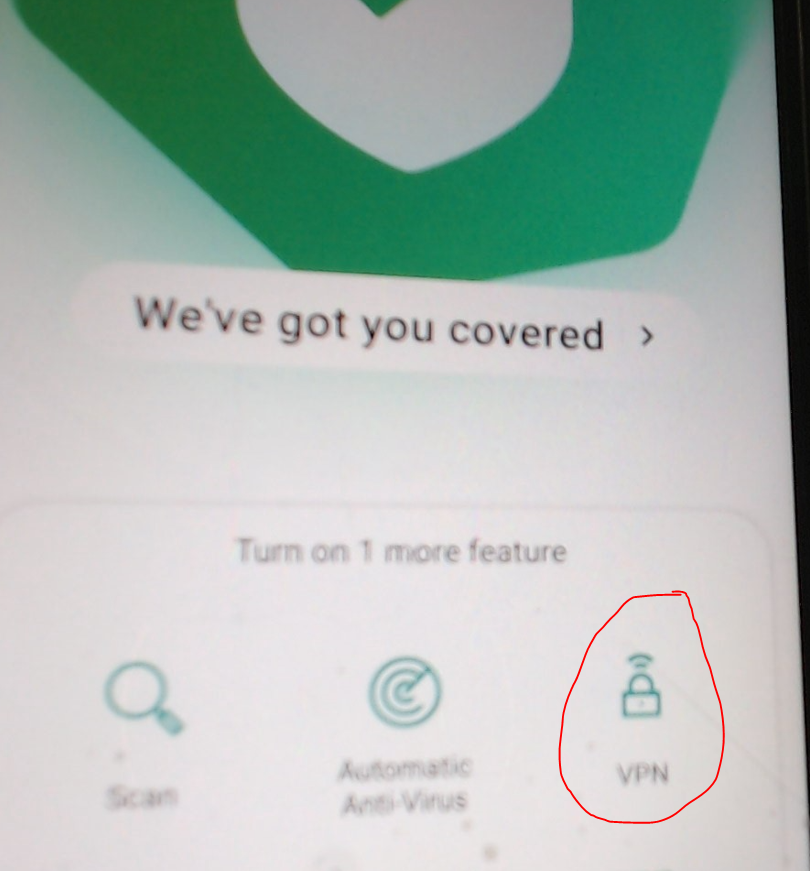 We've got you covered >
Turn on 1 more feature
Scan
Automatic
Anti-Virus
VPN